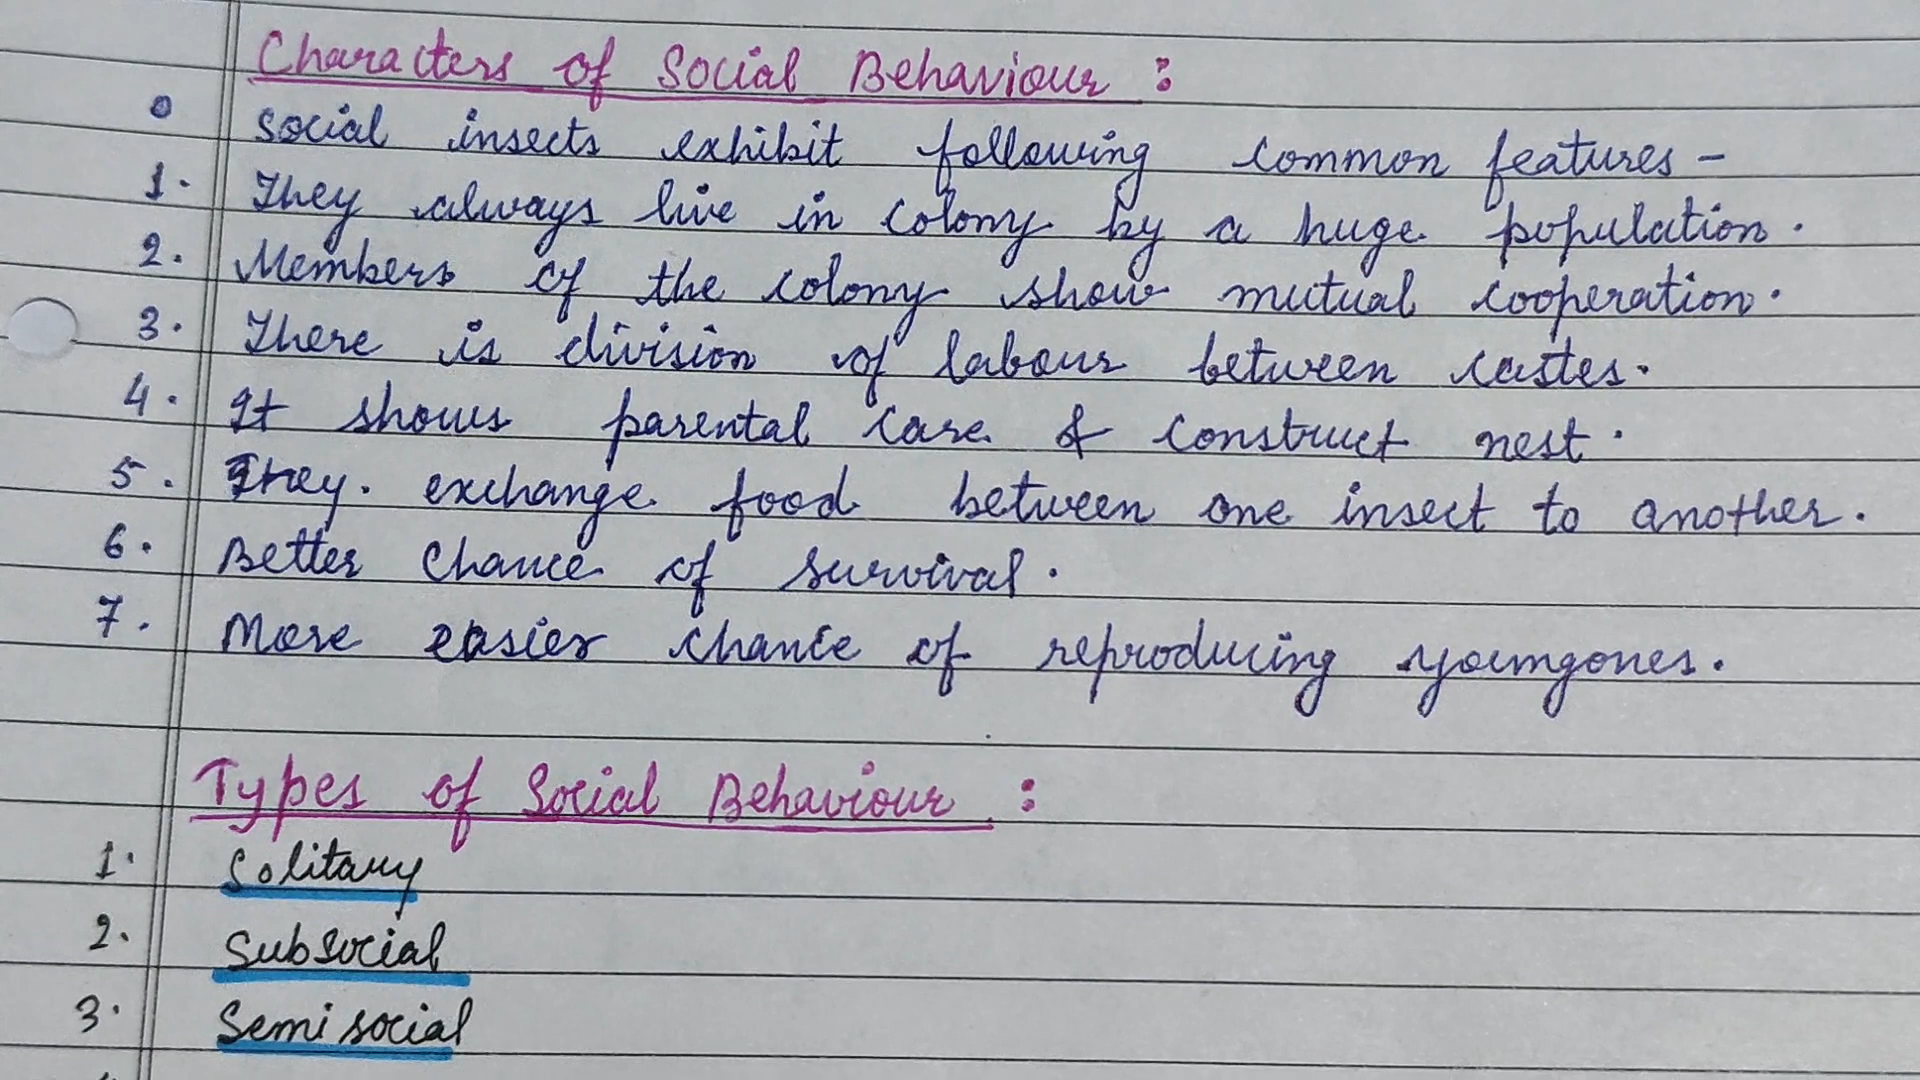 Characters of Social Behaviour :
o Social insects exhibit following common features -
1. They always live in colony by a huge population.
2. Members of the colony show mutual cooperation.
3. There is division of labour between castes.
4. It shows parental care & construct nest.
5. They. exchange food between one insect to another.
6. Better chance of survival.
7. More easier chance of reproducing youngones.
Types of Social Behaviour :
1. Solitary
2. Subsocial
3. Semisocial